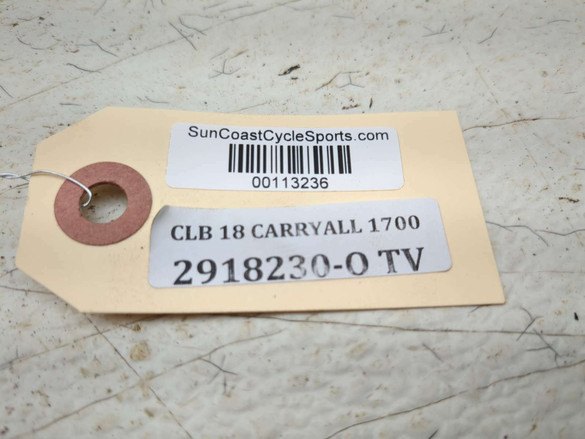 SunCoastCycleSports.com
00113236
CLB 18 CARRYALL 1700
2918230-O TV